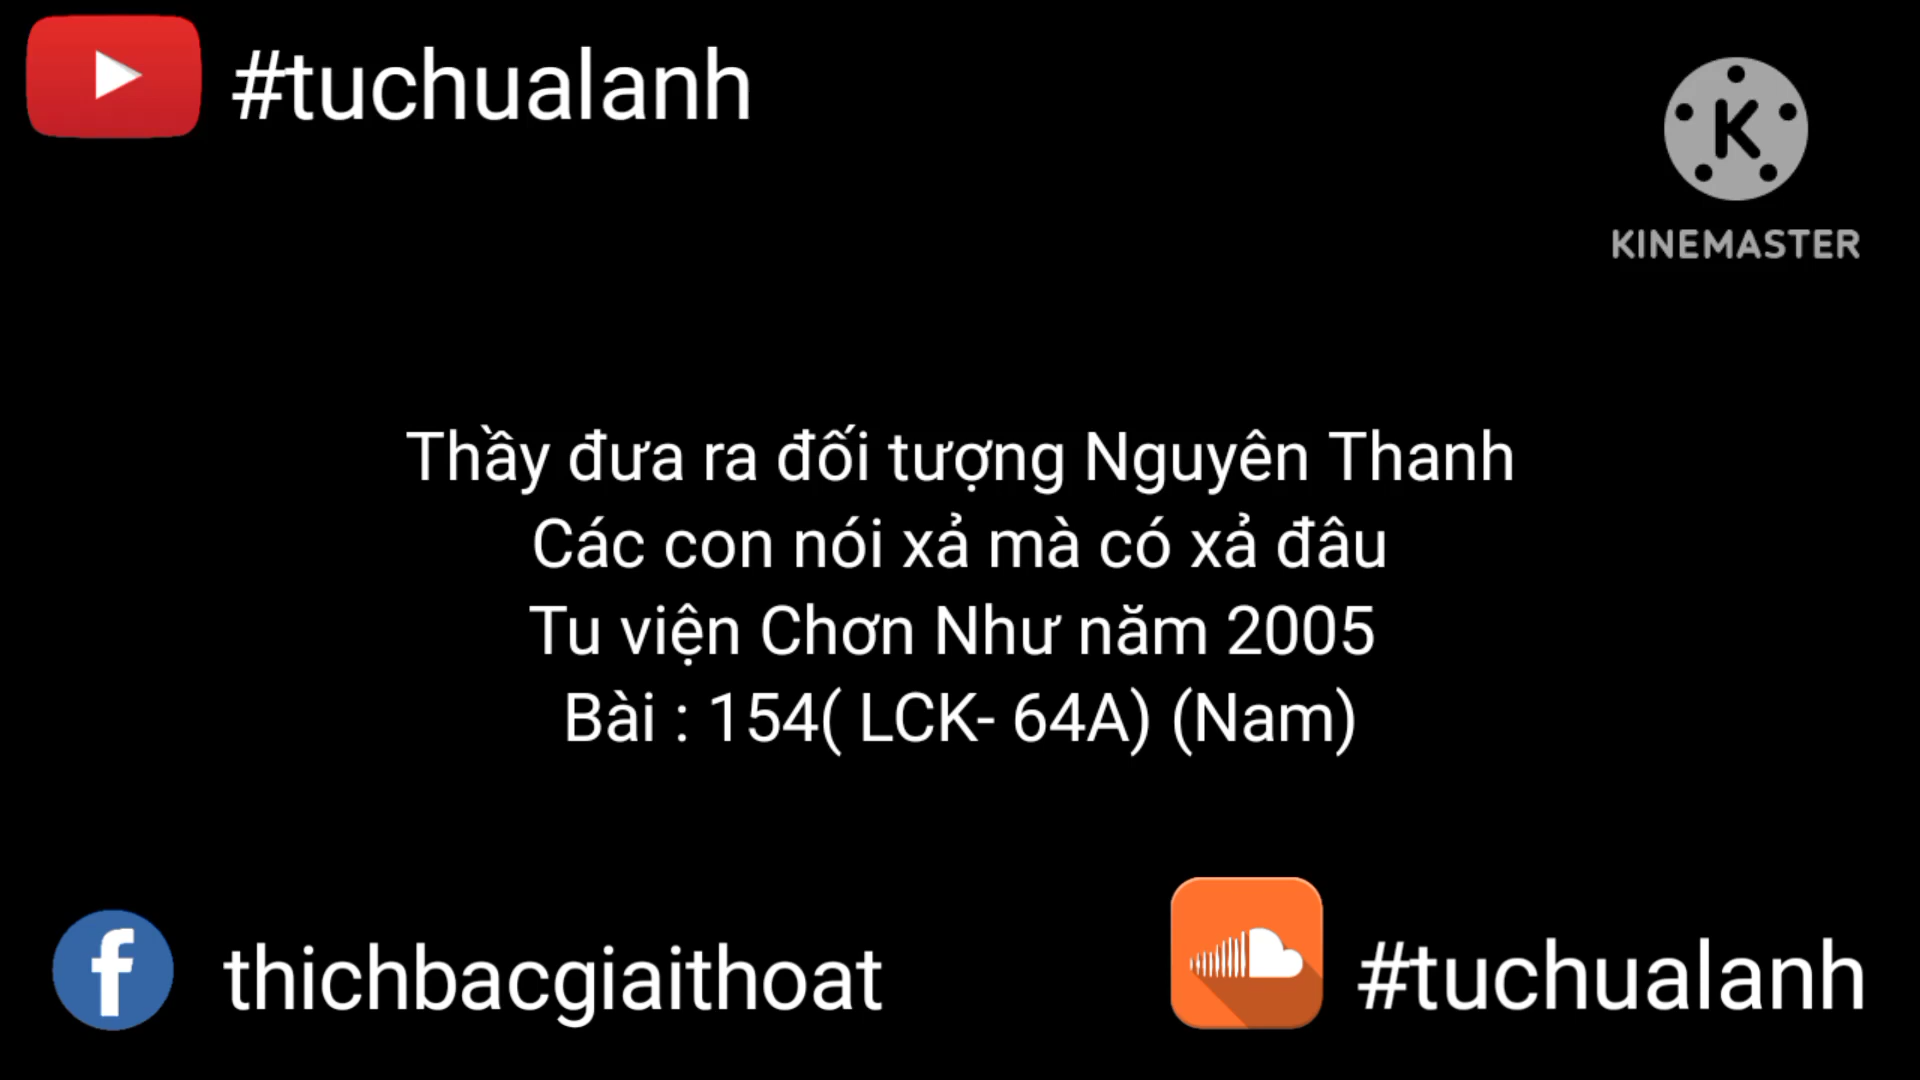 #tuchualanh
KINEMASTER
Thầy đưa ra đối tượng Nguyên Thanh
Các con nói xả mà có xả đâu
Tu viện Chơn Như năm 2005
Bài : 154( LCK- 64A) (Nam)
thichbacgiaithoat
#tuchualanh